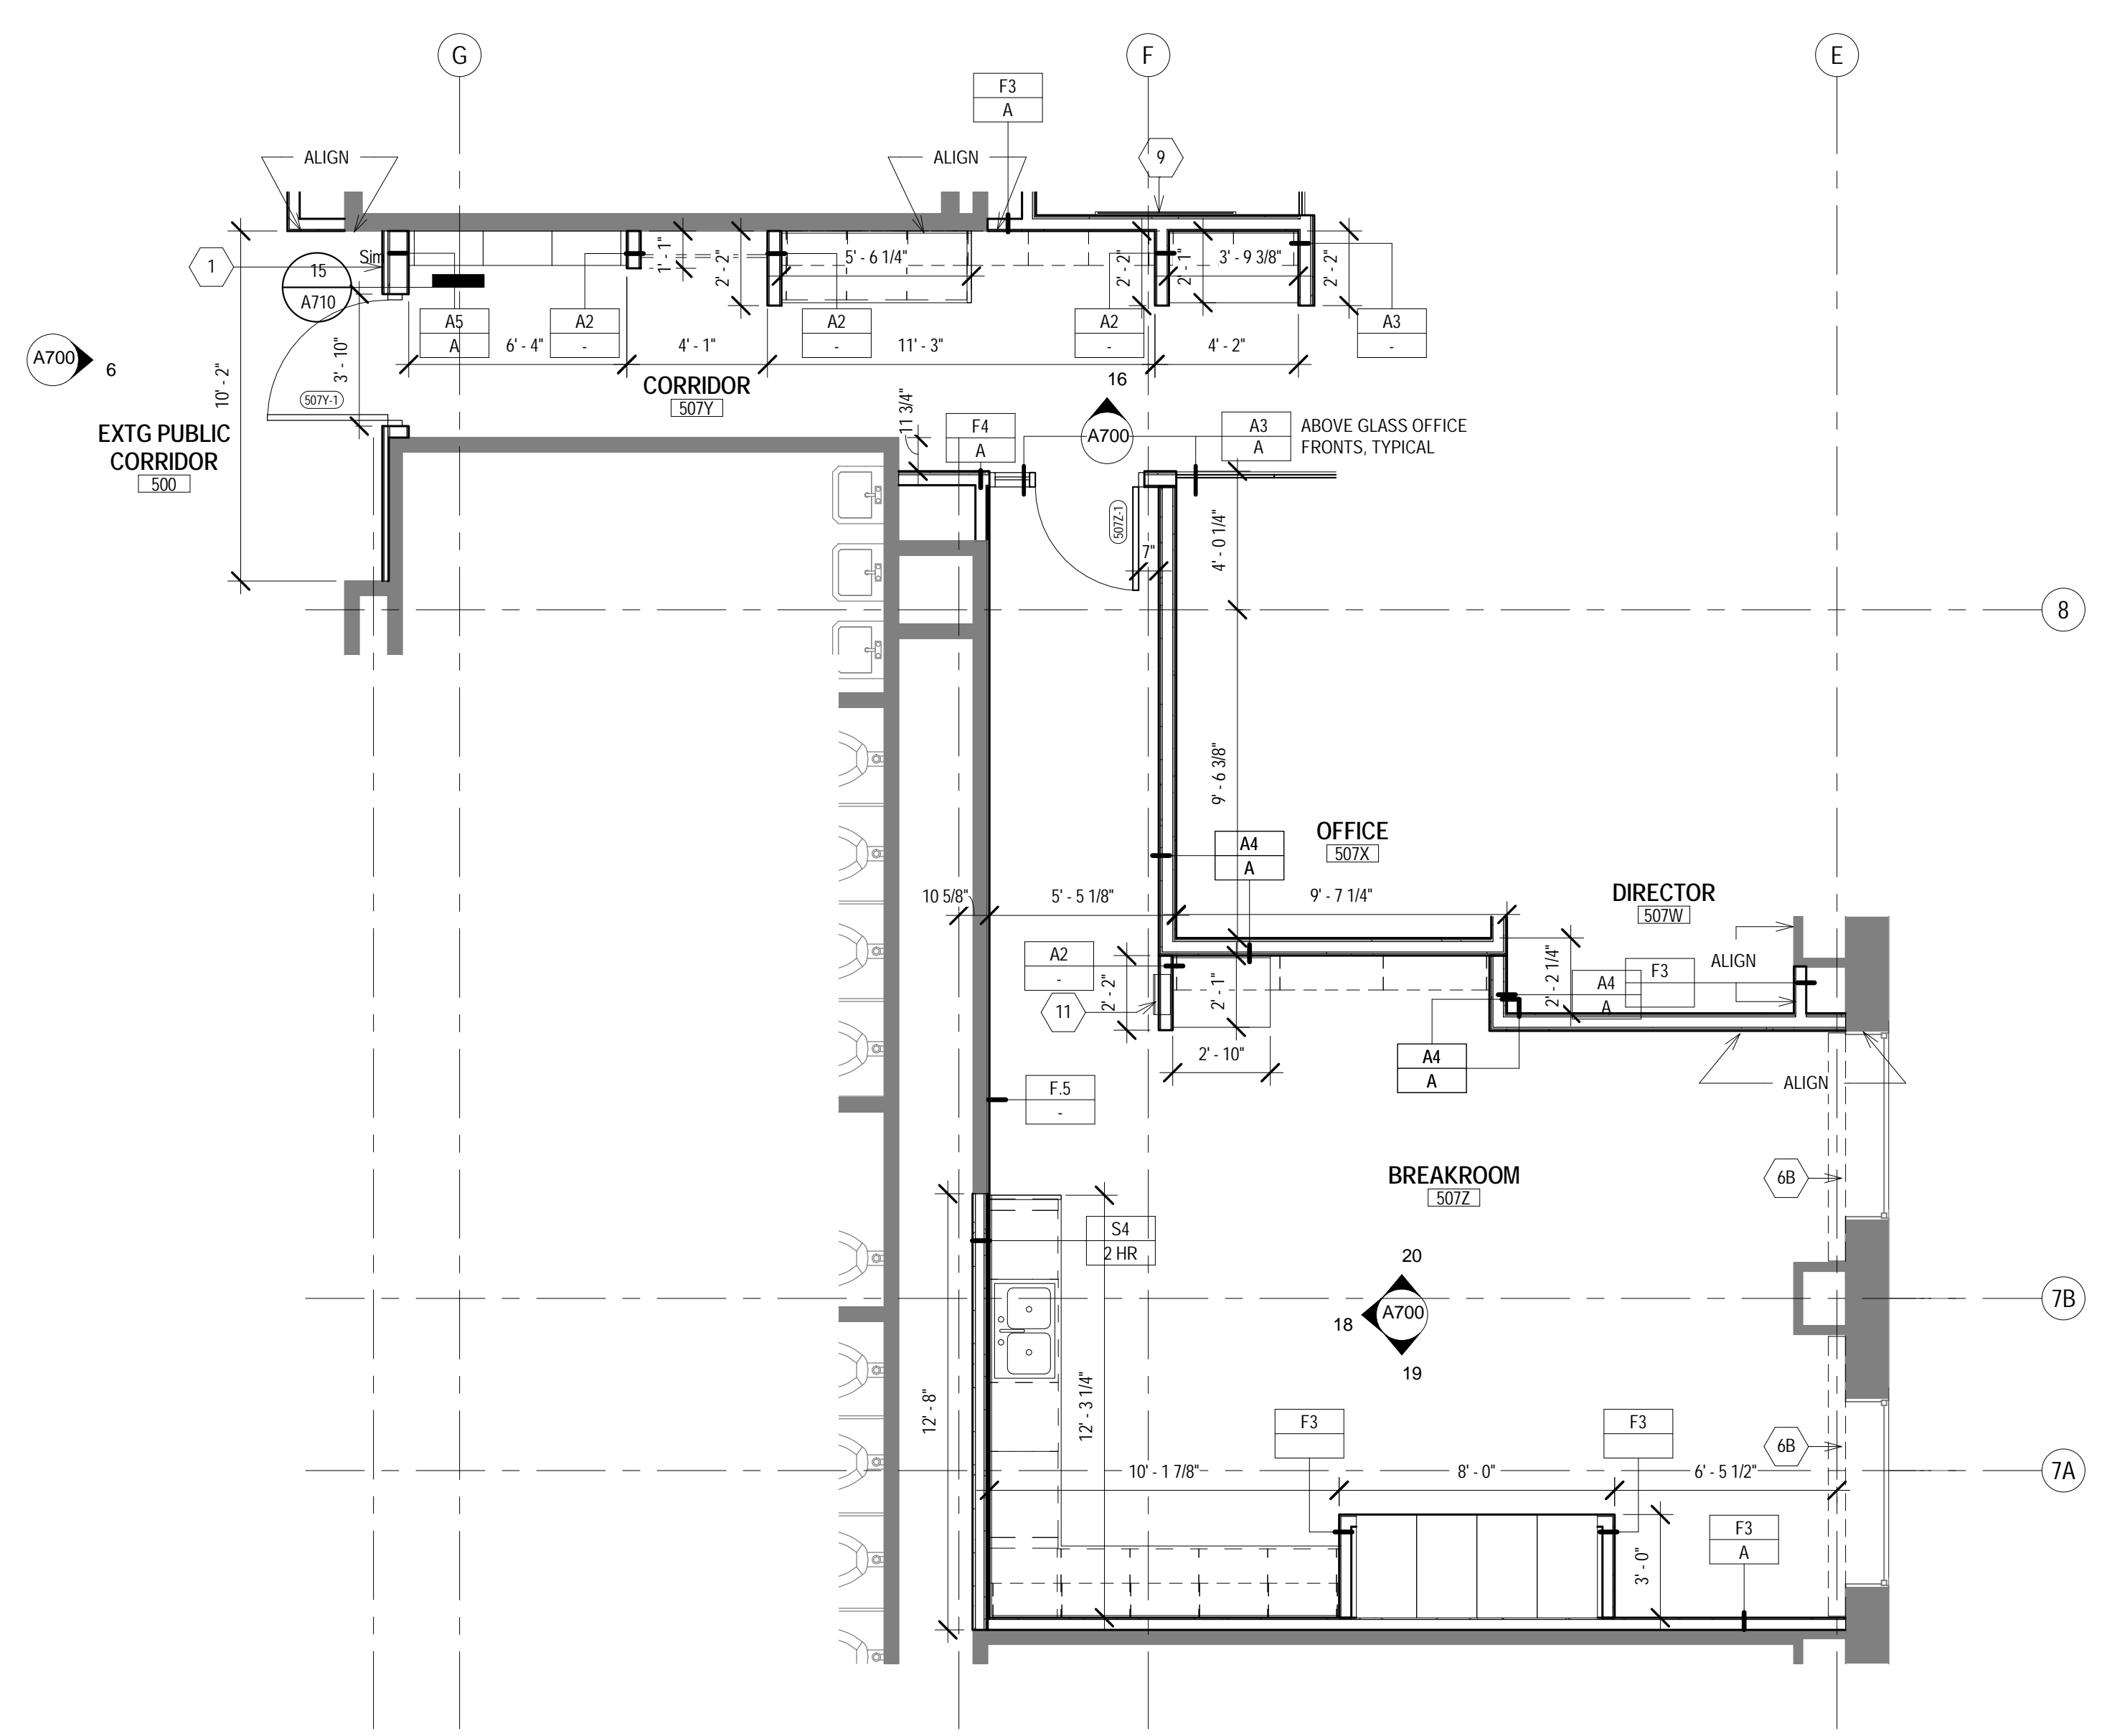 G
F
E
F3
A
ALIGN
ALIGN
9
1
15
A710
Sim
1' - 1"
2' - 2"
5' - 6 1/4"
2' - 2"
2' - 1"
3' - 9 3/8"
2' - 2"
A5
A
A2
-
A2
-
A2
-
A3
-
6' - 4"
4' - 1"
11' - 3"
4' - 2"
A700
6
10' - 2"
3' - 10"
507Y-1
CORRIDOR
507Y
EXTG PUBLIC
CORRIDOR
500
11 3/4"
F4
A
16
A700
A3
A
ABOVE GLASS OFFICE
FRONTS, TYPICAL
507Z-1
7"
4' - 0 1/4"
8
9' - 6 3/8"
OFFICE
507X
A4
A
10 5/8"
5' - 5 1/8"
9' - 7 1/4"
DIRECTOR
507W
A2
-
11
2' - 2"
2' - 1"
2' - 2 1/4"
A4
A
F3
ALIGN
2' - 10"
A4
A
ALIGN
F.5
-
BREAKROOM
507Z
6B
S4
2 HR
20
A700
18
19
7B
12' - 8"
12' - 3 1/4"
F3
F3
6B
10' - 1 7/8"
8' - 0"
6' - 5 1/2"
7A
3' - 0"
F3
A